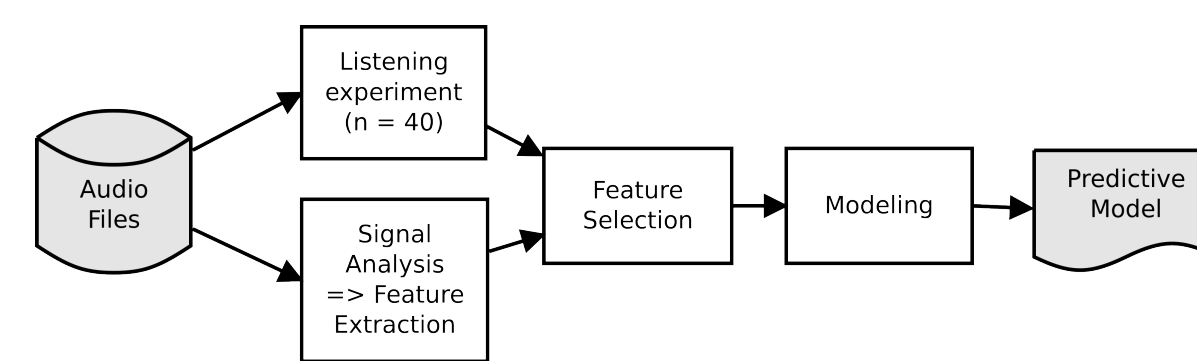 Listening
experiment
(n = 40)
Audio
Files
Signal
Analysis
=> Feature
Extraction
Feature
Selection
Modeling
Predictive
Model